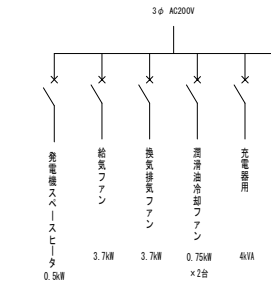 3φ AC200V
発電機スペースヒータ
0.5kW
給気ファン
3.7kW
換気排気ファン
3.7kW
潤滑油冷却ファン
0.75kW
×2台
充電器用
4kVA